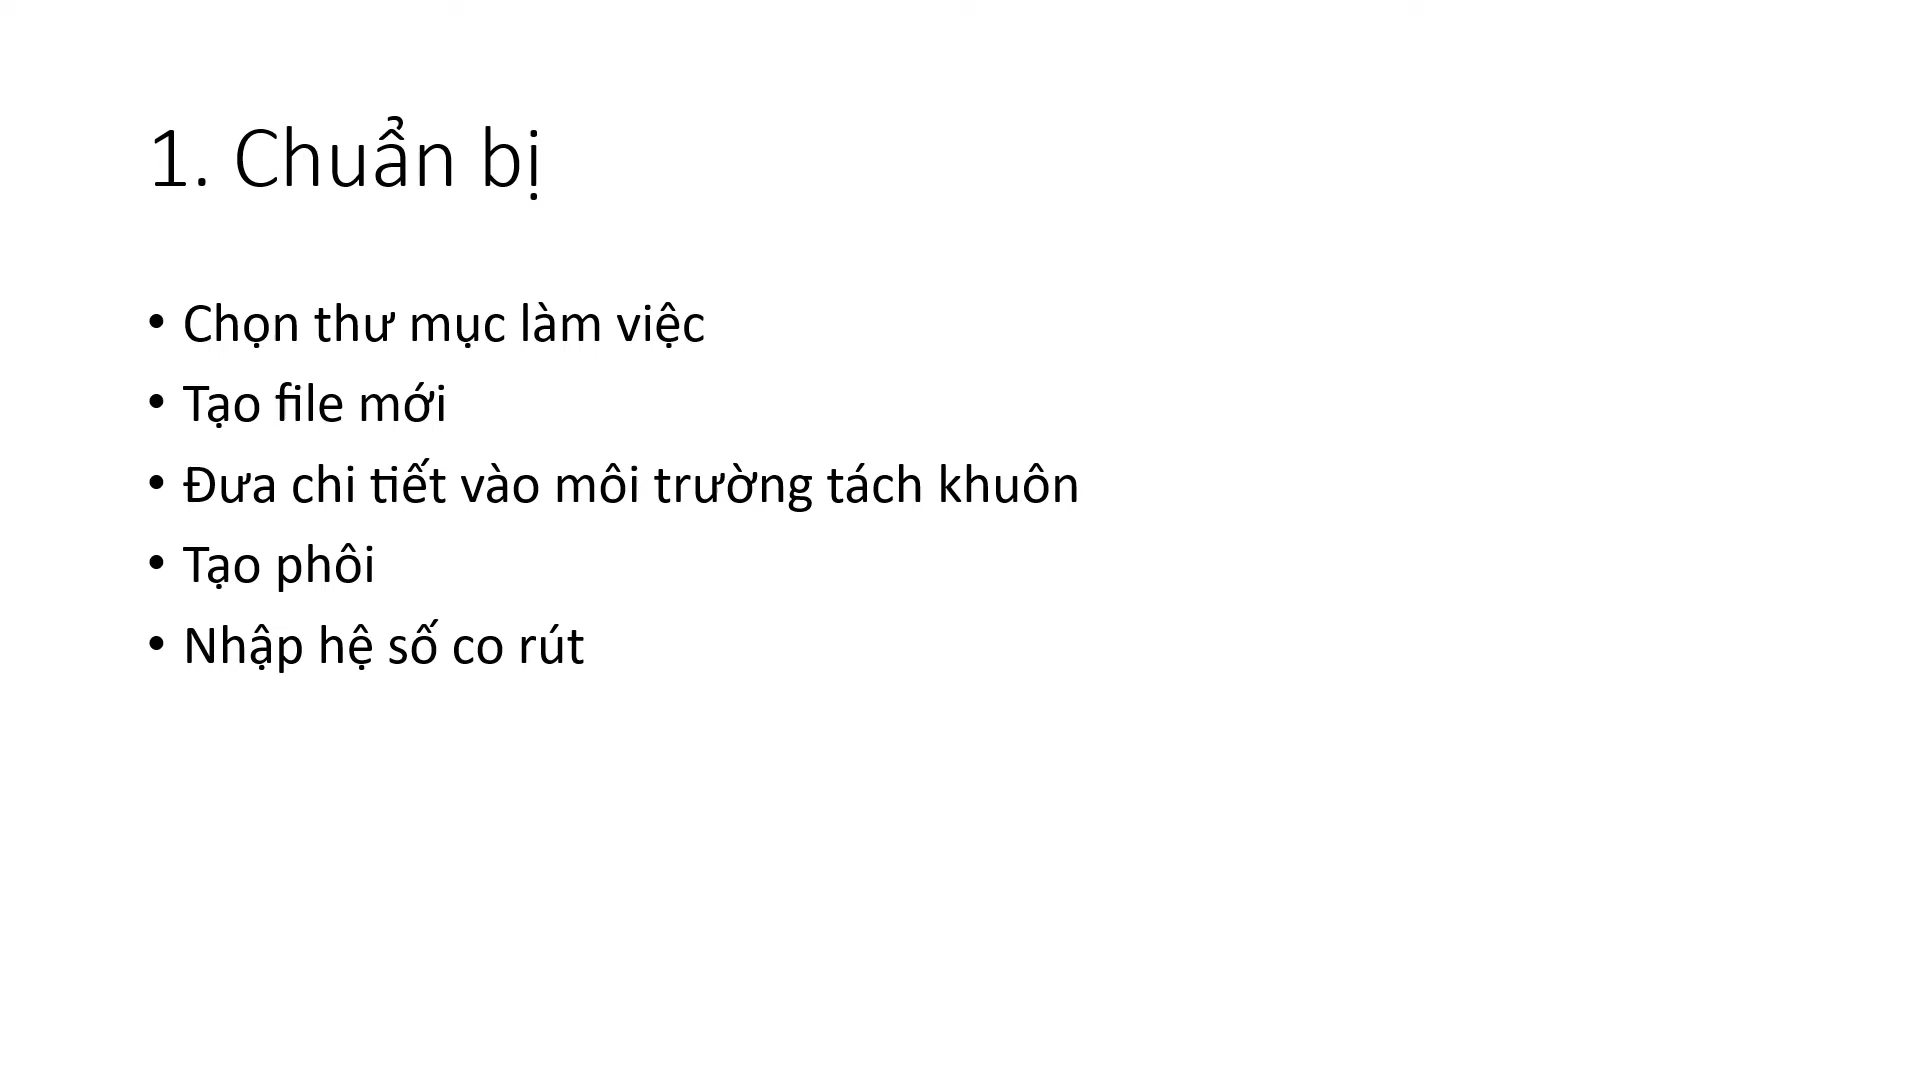 1. Chuẩn bị
• Chọn thư mục làm việc
• Tạo file mới
• Đưa chi tiết vào môi trường tách khuôn
• Tạo phôi
• Nhập hệ số co rút